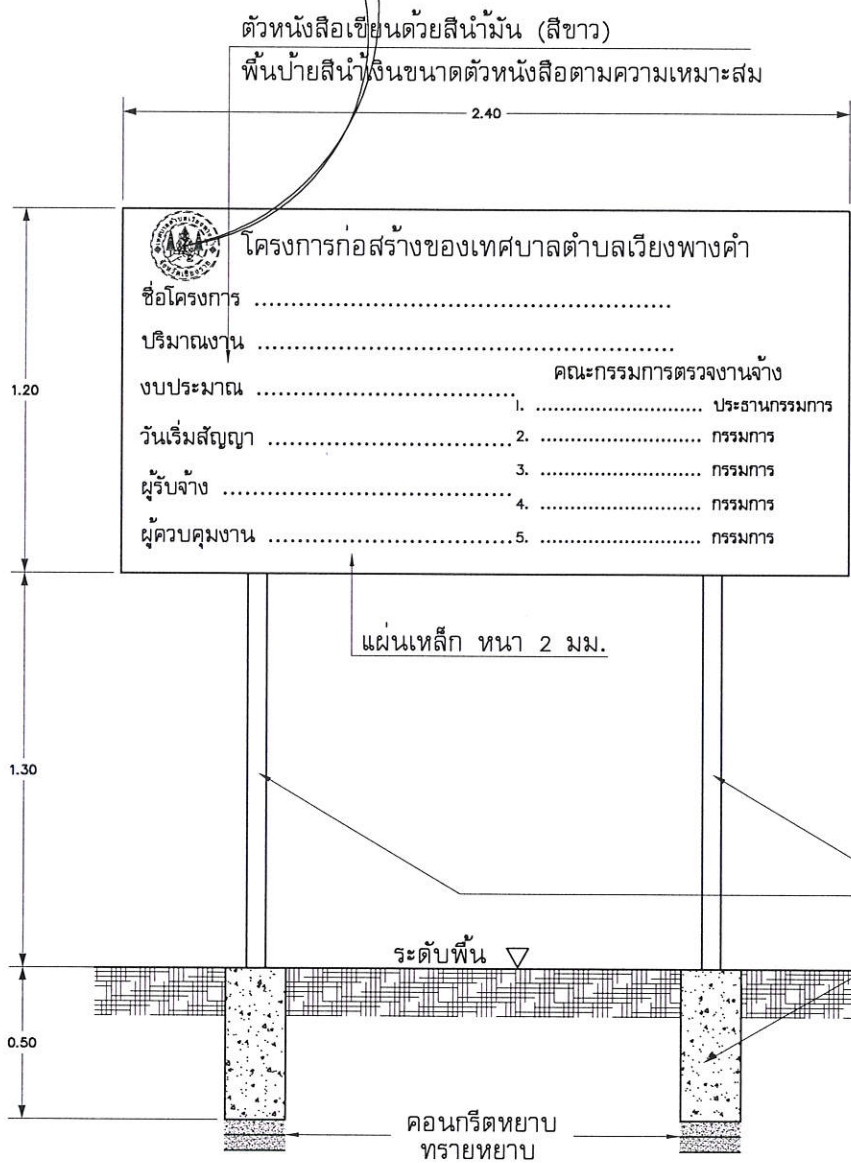 ตัวหนังสือเขียนด้วยสีน้ำมัน (สีขาว)
พื้นป้ายสีน้ำเงินขนาดตัวหนังสือตามความเหมาะสม
2.40
โครงการก่อสร้างของเทศบาลตำบลเวียงพางคำ
ชื่อโครงการ ................................................
ปริมาณงาน ................................................
1.20
งบประมาณ ..............................
คณะกรรมการตรวจงานจ้าง
1. ........................ ประธานกรรมการ
วันเริ่มสัญญา ............................
2. ....................... กรรมการ
3. ....................... กรรมการ
ผู้รับจ้าง .................................
4. ....................... กรรมการ
ผู้ควบคุมงาน ............................
5. ....................... กรรมการ
แผ่นเหล็ก หนา 2 มม.
1.30
ระดับพื้น
0.50
คอนกรีตหยาบ
ทรายหยาบ